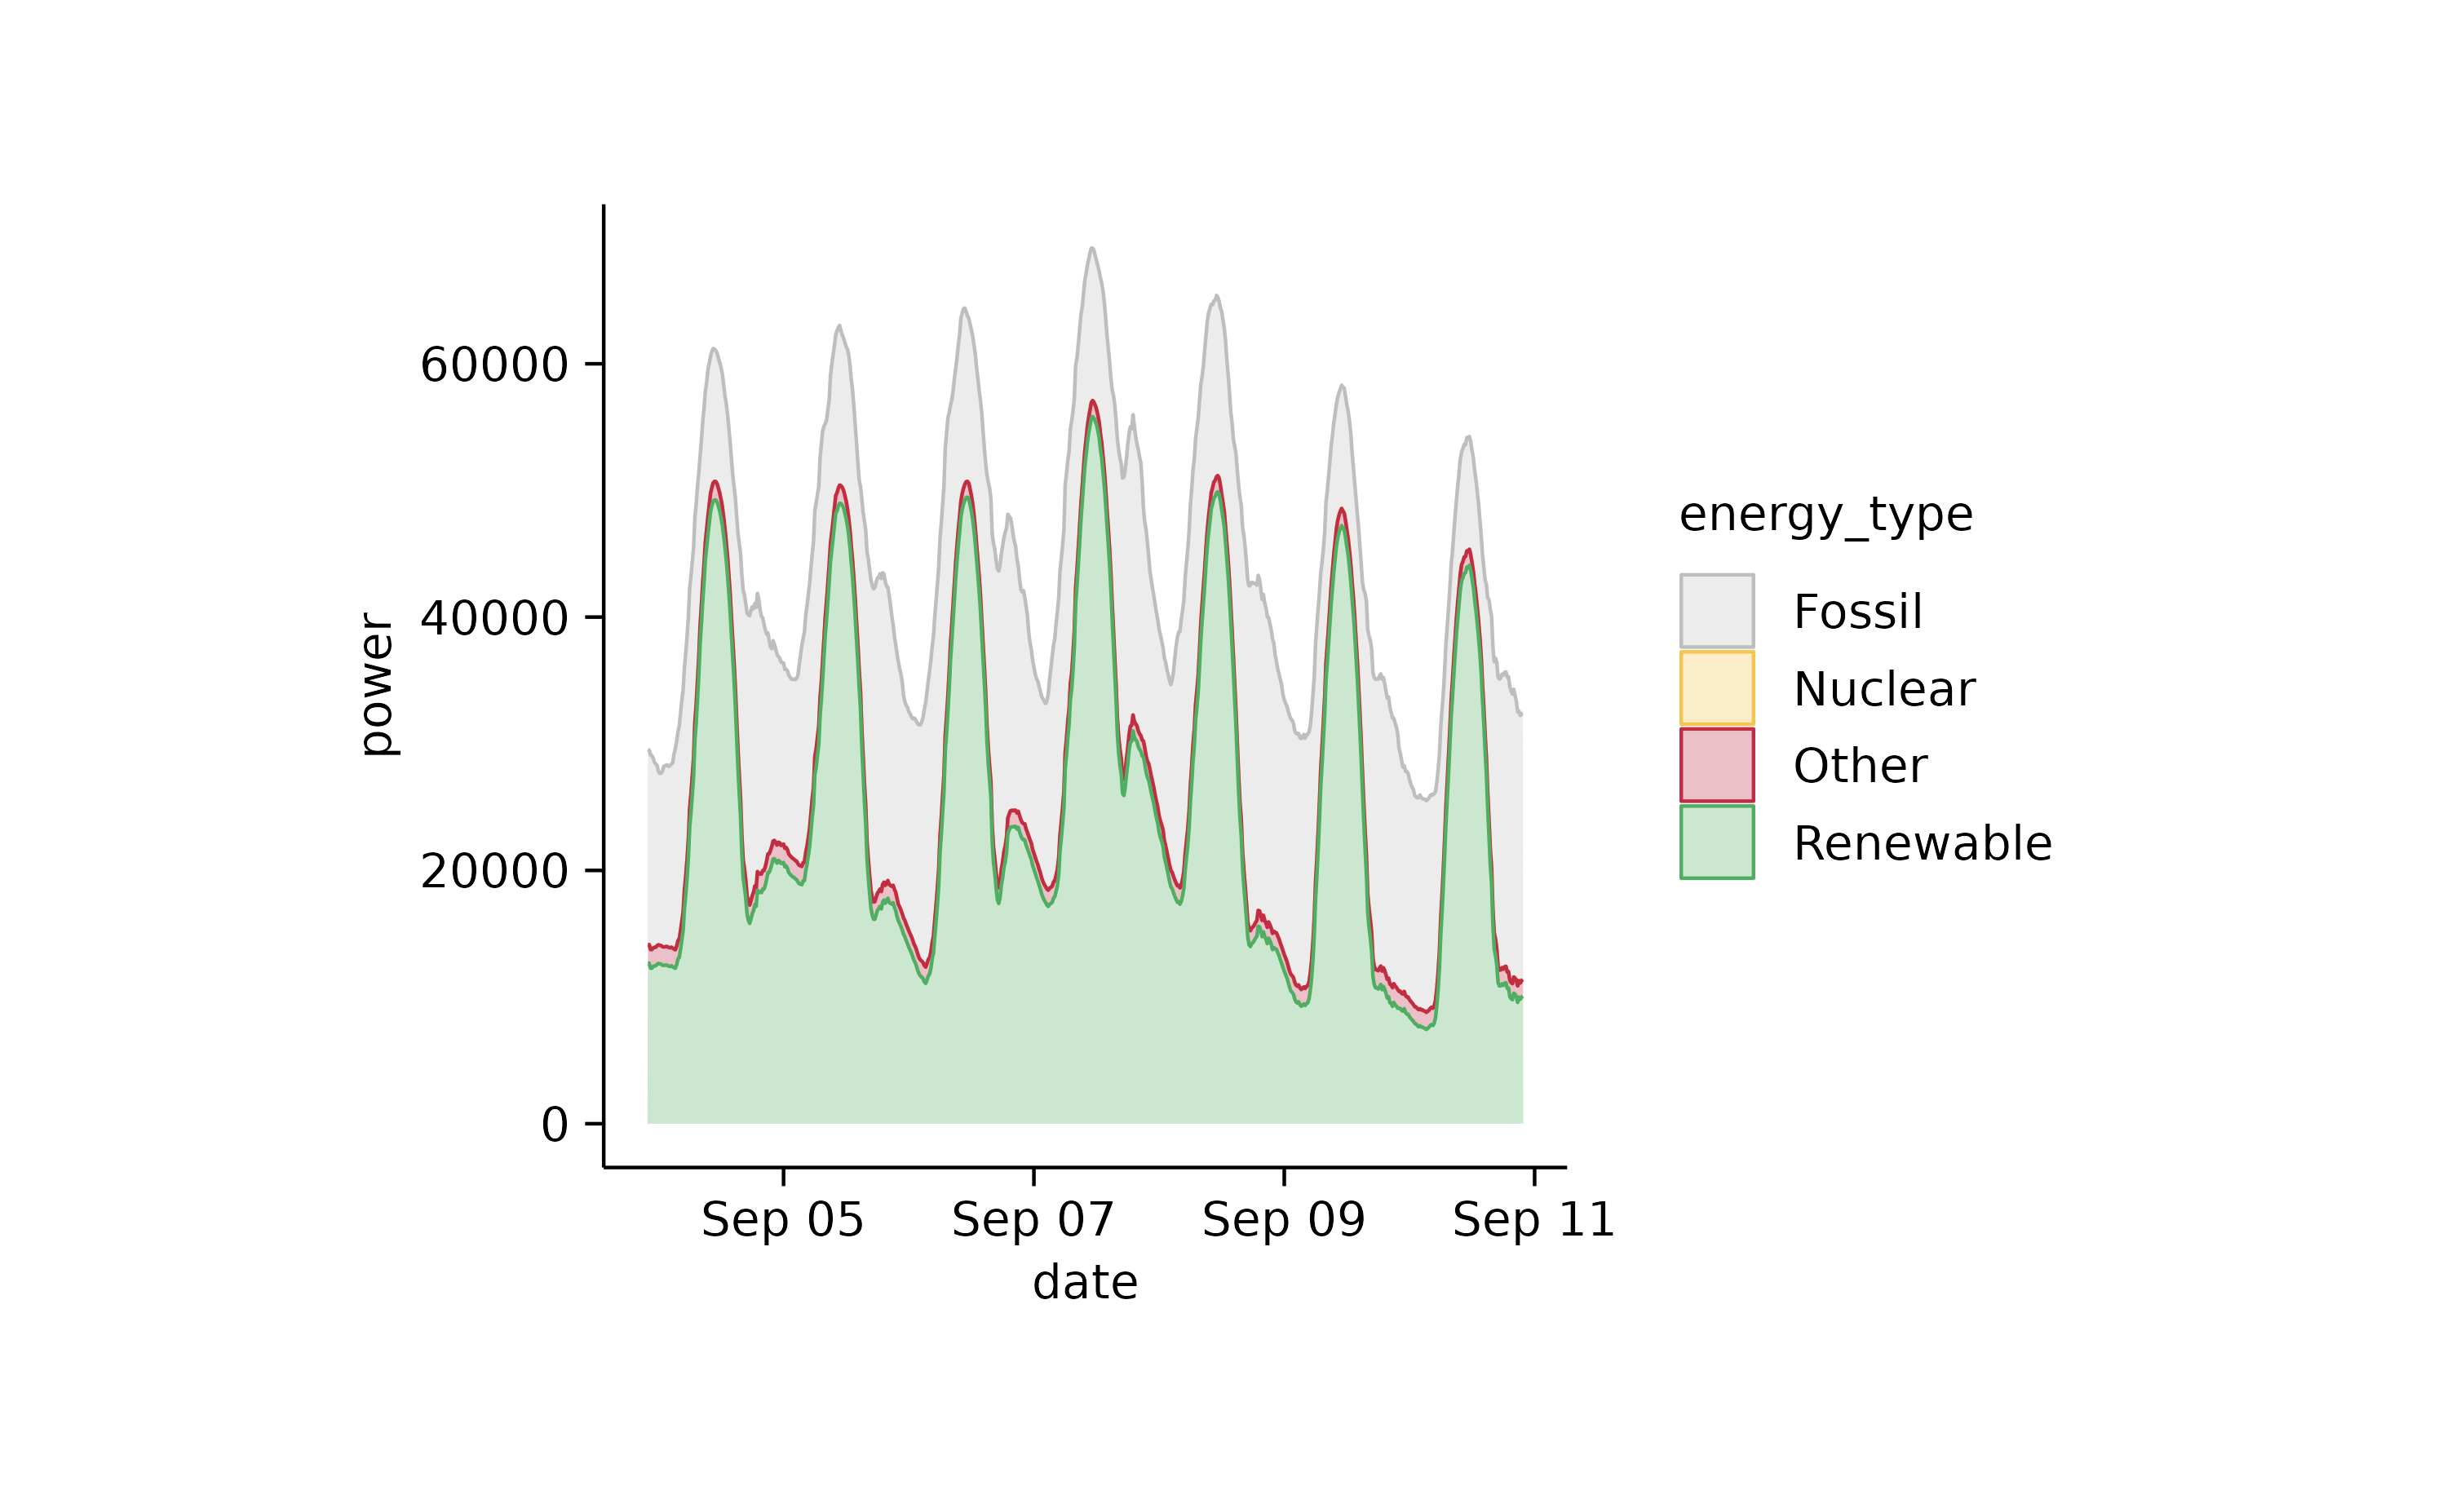 power
60000
40000
20000
0
Sep 05
Sep 07
Sep 09
Sep 11
date
energy_type
Fossil
Nuclear
Other
Renewable